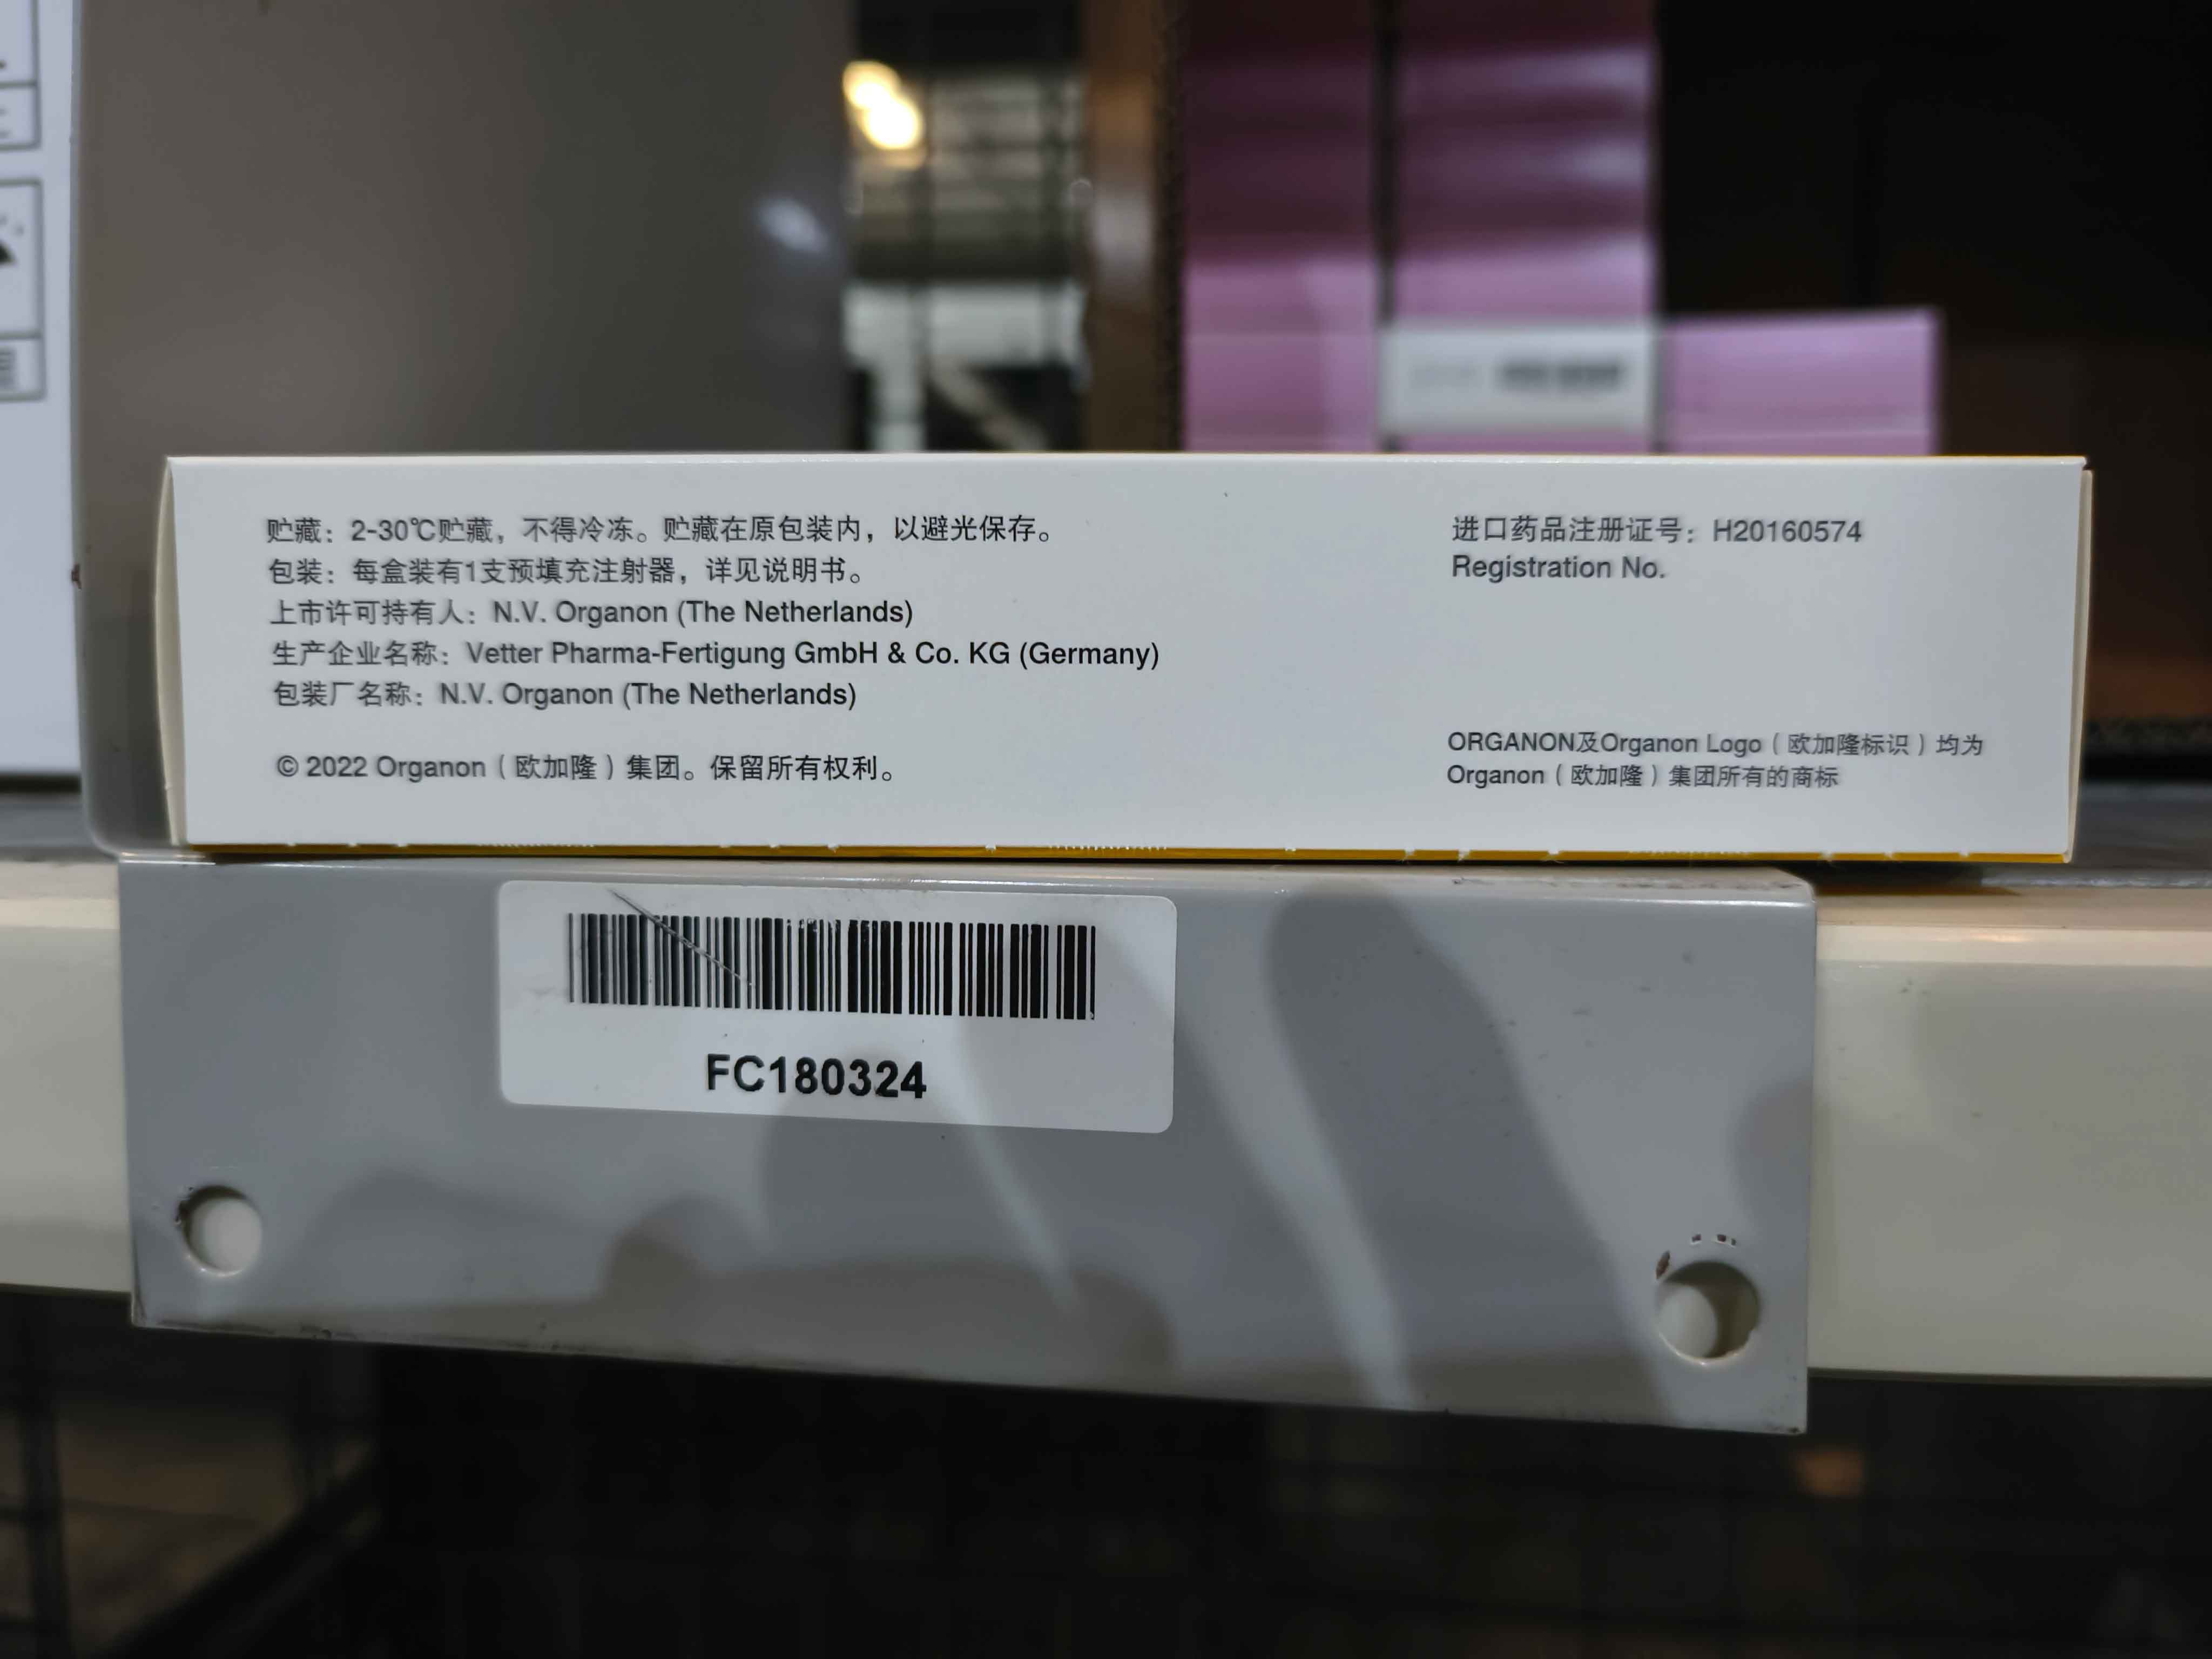 贮藏：2-30℃贮藏，不得冷冻。贮藏在原包装内，以避光保存。
包装：每盒装有1支预填充注射器，详见说明书。
上市许可持有人：N.V. Organon (The Netherlands)
生产企业名称：Vetter Pharma-Fertigung GmbH & Co. KG (Germany)
包装厂名称：N.V. Organon (The Netherlands)
© 2022 Organon（欧加隆）集团。保留所有权利。
进口药品注册证号：H20160574
Registration No.
ORGANON及Organon Logo（欧加隆标识）均为
Organon（欧加隆）集团所有的商标
FC180324